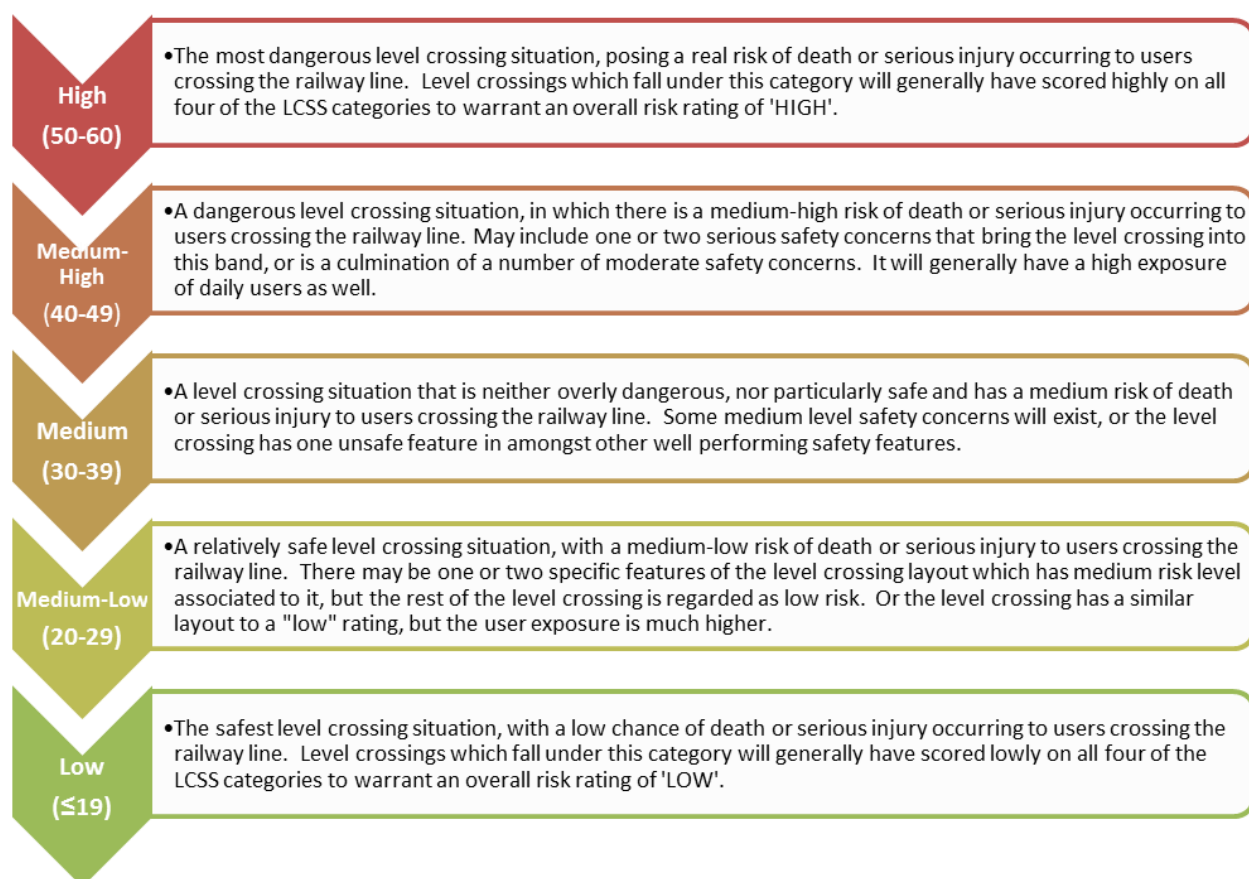 High
(50-60)
•The most dangerous level crossing situation, posing a real risk of death or serious injury occurring to users
crossing the railway line.  Level crossings which fall under this category will generally have scored highly on all
four of the LCSS categories to warrant an overall risk rating of 'HIGH'.
Medium-
High
(40-49)
•A dangerous level crossing situation, in which there is a medium-high risk of death or serious injury occurring to
users crossing the railway line. May include one or two serious safety concerns that bring the level crossing into
this band, or is a culmination of a number of moderate safety concerns.  It will generally have a high exposure
of daily users as well.
Medium
(30-39)
•A level crossing situation that is neither overly dangerous, nor particularly safe and has a medium risk of death
or serious injury to users crossing the railway line.  Some medium level safety concerns will exist, or the level
crossing has one unsafe feature in amongst other well performing safety features.
Medium-Low
(20-29)
•A relatively safe level crossing situation, with a medium-low risk of death or serious injury to users crossing the
railway line.  There may be one or two specific features of the level crossing layout which has medium risk level
associated to it, but the rest of the level crossing is regarded as low risk.  Or the level crossing has a similar
layout to a "low" rating, but the user exposure is much higher.
Low
(≤19)
•The safest level crossing situation, with a low chance of death or serious injury occurring to users crossing the
railway line.  Level crossings which fall under this category will generally have scored lowly on all four of the
LCSS categories to warrant an overall risk rating of 'LOW'.